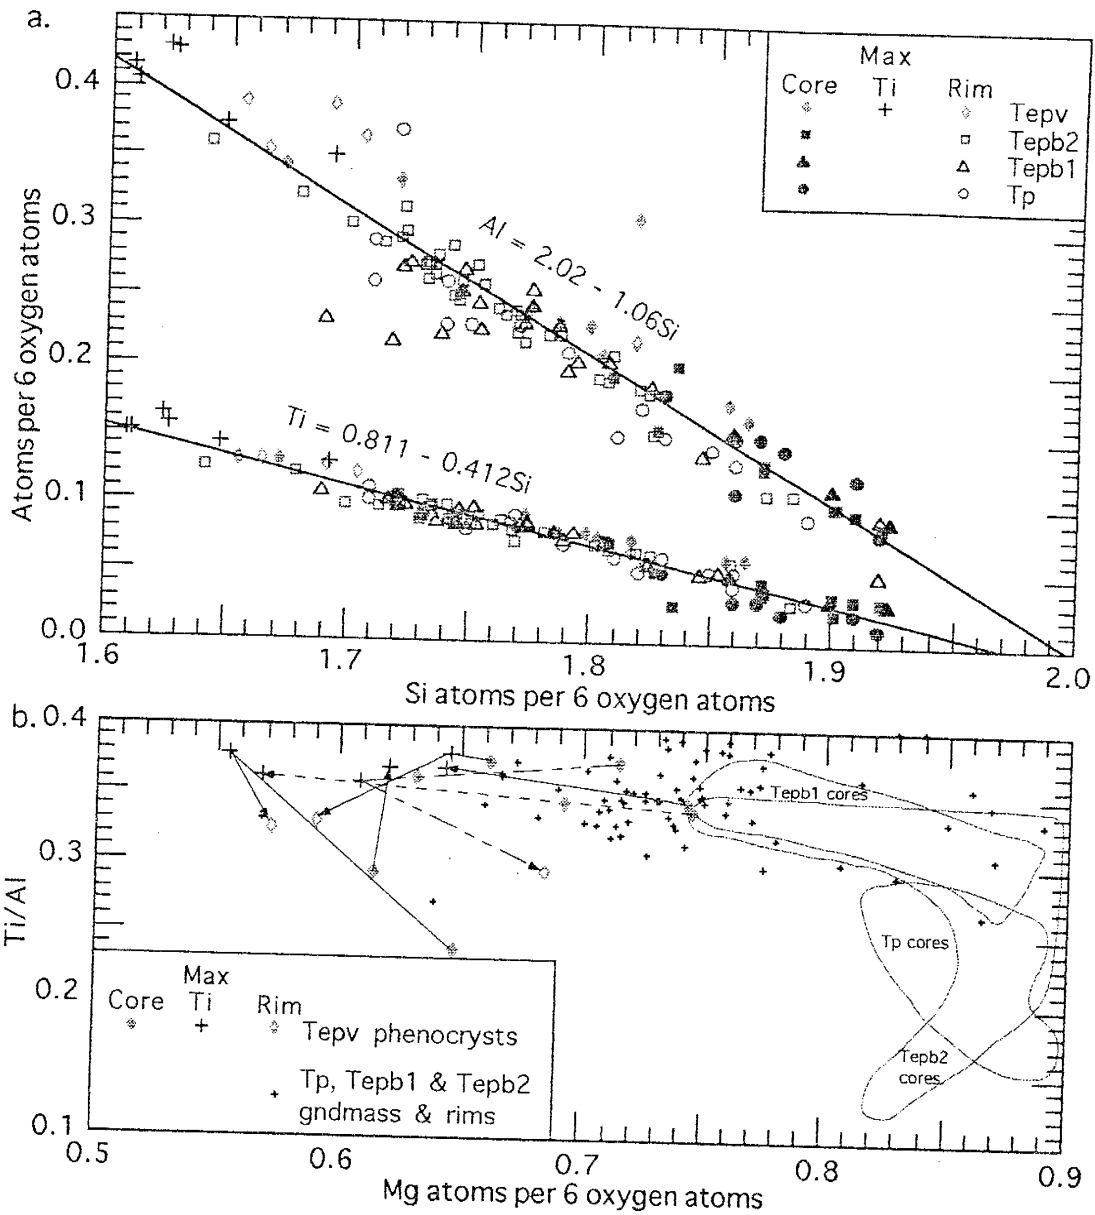 a.
Max
Core Ti Rim
Tepv
Tepb2
Tepb1
Tp
0.4
0.3
0.2
0.1
0.0
Atoms per 6 oxygen atoms
Al = 2.02 - 1.06Si
Ti = 0.811 - 0.412Si
1.6 1.7 1.8 1.9 2.0
Si atoms per 6 oxygen atoms
b.
0.4
0.3
0.2
0.1
Ti/Al
Tepb1 cores
Tp cores
Tepb2
cores
Max
Core Ti Rim
Tepv phenocrysts
Tp, Tepb1 & Tepb2
gndmass & rims
0.5 0.6 0.7 0.8 0.9
Mg atoms per 6 oxygen atoms